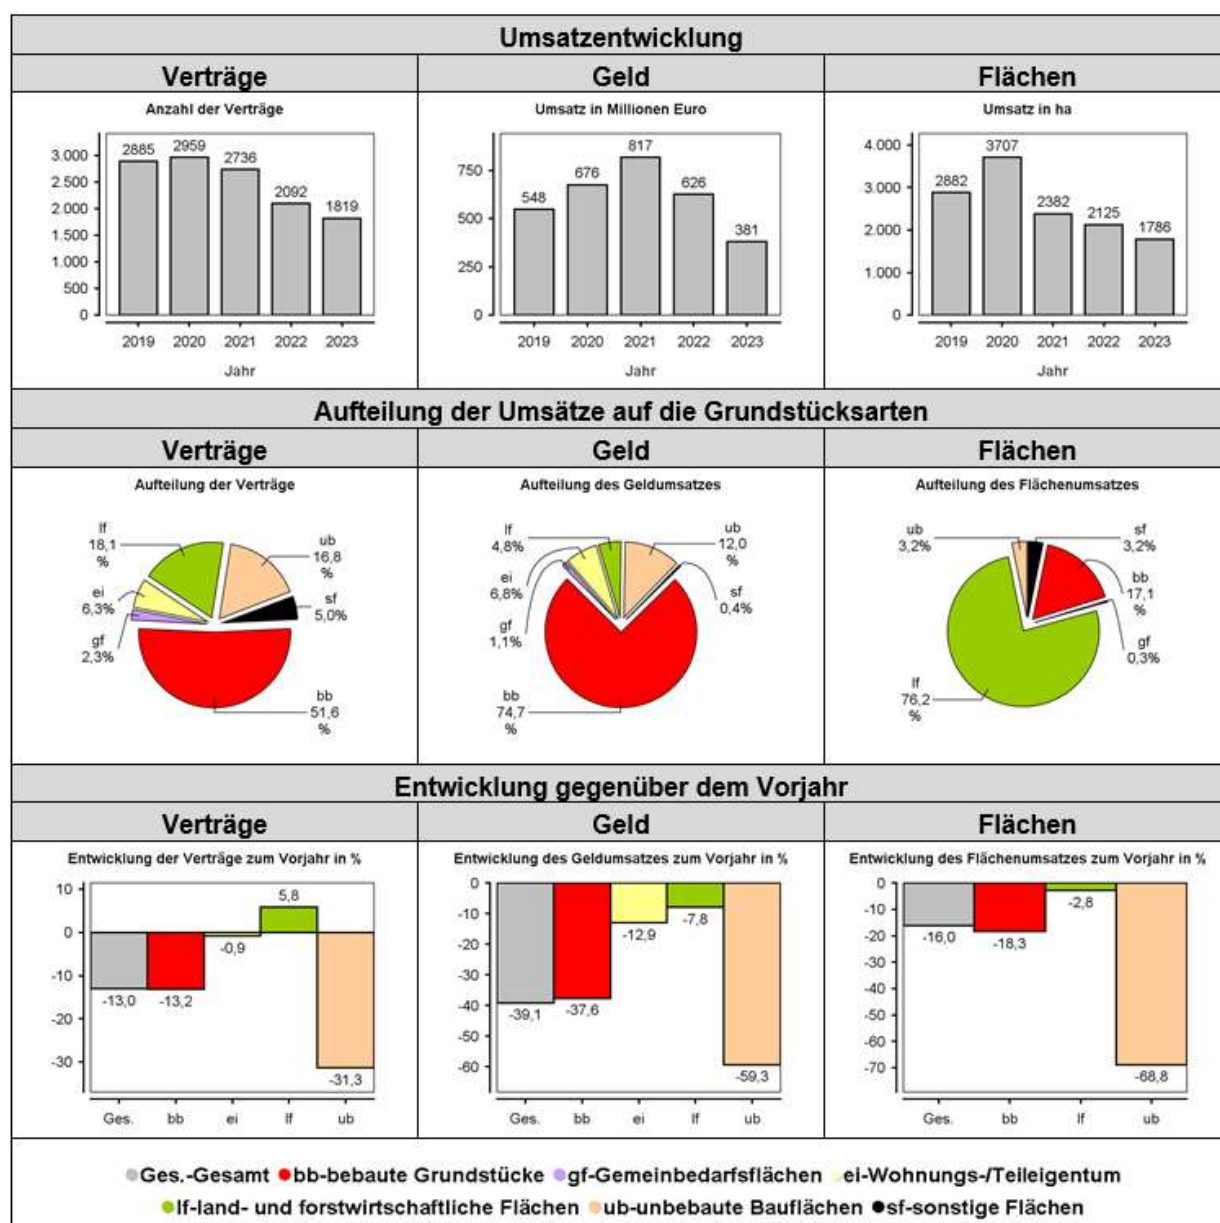 Umsatzentwicklung
Verträge
Geld
Flächen
Anzahl der Verträge
3.000
2.500
2.000
1.500
1.000
500
0
2885
2959
2736
2092
1819
2019
2020
2021
2022
2023
Jahr
Umsatz in Millionen Euro
750
500
250
0
548
676
817
626
381
2019
2020
2021
2022
2023
Jahr
Umsatz in ha
4.000
3.000
2.000
1.000
0
2882
3707
2382
2125
1786
2019
2020
2021
2022
2023
Jahr
Aufteilung der Umsätze auf die Grundstücksarten
Verträge
Geld
Flächen
Aufteilung der Verträge
lf
18,1
%
ub
16,8
%
ei
6,3%
sf
5,0%
gf
2,3%
bb
51,6
%
Aufteilung des Geldumsatzes
lf
4,8%
ub
12,0
%
ei
6,8%
sf
0,4%
gf
1,1%
bb
74,7
%
Aufteilung des Flächenumsatzes
ub
3,2%
sf
3,2%
bb
17,1
%
gf
0,3%
lf
76,2
%
Entwicklung gegenüber dem Vorjahr
Verträge
Geld
Flächen
Entwicklung der Verträge zum Vorjahr in %
10
0
-10
-20
-30
-13,0
-13,2
-0,9
5,8
-31,3
Ges.
bb
ei
lf
ub
Entwicklung des Geldumsatzes zum Vorjahr in %
0
-10
-20
-30
-40
-50
-60
-39,1
-37,6
-12,9
-7,8
-59,3
Ges.
bb
ei
lf
ub
Entwicklung des Flächenumsatzes zum Vorjahr in %
0
-10
-20
-30
-40
-50
-60
-70
-16,0
-18,3
-2,8
-68,8
Ges.
bb
lf
ub
Ges.-Gesamt bb-bebaute Grundstücke gf-Gemeinbedarfsflächen ei-Wohnungs-/Teileigentum
lf-land- und forstwirtschaftliche Flächen ub-unbebaute Bauflächen sf-sonstige Flächen